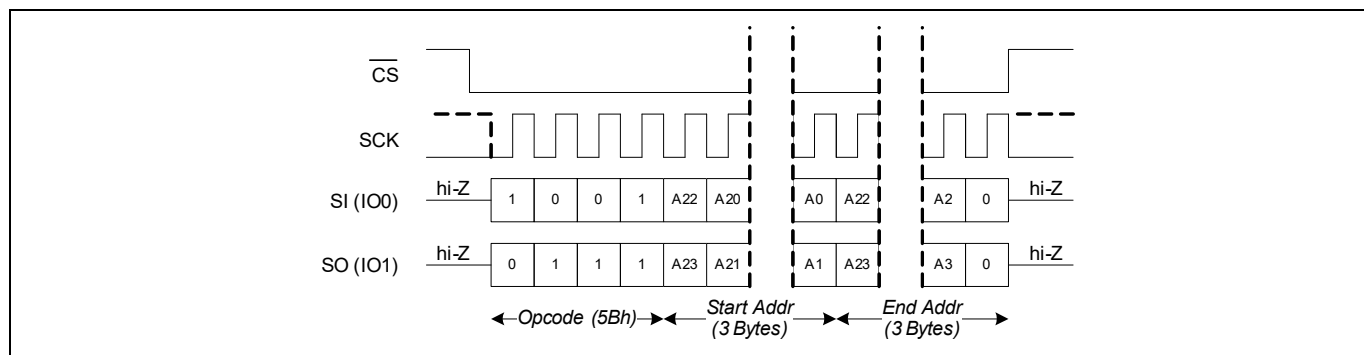 CS
SCK
SI (IO0) hi-Z 1 0 0 1 A22 A20 A0 A22 A2 0 hi-Z
SO (IO1) hi-Z 0 1 1 1 A23 A21 A1 A23 A3 0 hi-Z
Opcode (5Bh) Start Addr (3 Bytes) End Addr (3 Bytes)